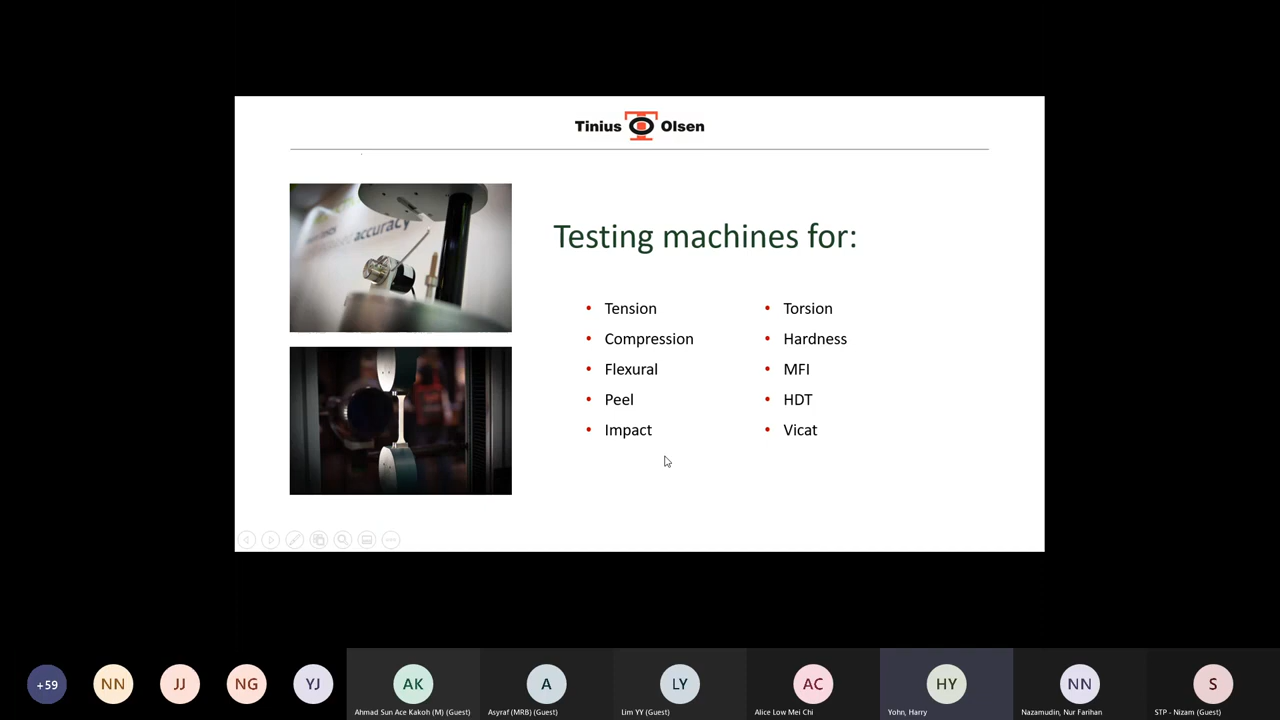 Tinius Olsen
accuracy
Testing machines for:
• Tension
• Compression
• Flexural
• Peel
• Impact
• Torsion
• Hardness
• MFI
• HDT
• Vicat
+59
NN
JJ
NG
YJ
AK
A
LY
AC
HY
NN
S
Ahmad Sun Ace Kakoh (M) (Guest)
Asyraf (MRB) (Guest)
Lim YY (Guest)
Alice Low Mei Chi
Yohn, Harry
Nazamudin, Nur Farihan
STP - Nizam (Guest)